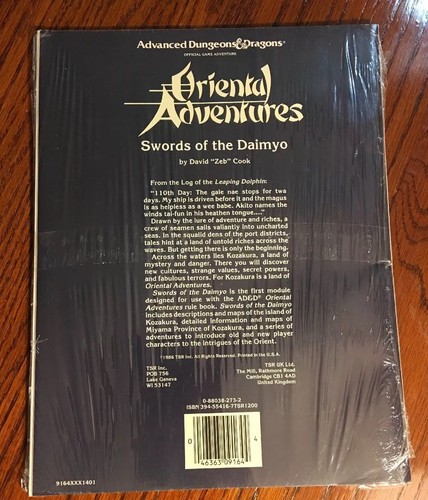 Advanced Dungeons&Dragons®
OFFICIAL GAME ADVENTURE
Oriental
Adventures
Swords of the Daimyo
by David "Zeb" Cook
From the Log of the Leaping Dolphin:
"110th Day: The gale nae stops for twa
days. My ship is driven before it and the magus
is as helpless as a wee babe. Akito names the
winds tai-fun in his heathen tongue...."
Drawn by the lure of adventure and riches, a
crew of seamen sails valiantly into uncharted
seas. In the squalid dens of the port districts,
tales hint at a land of untold riches across the
waves. But getting there is only the beginning.
Across the waters lies Kozakura, a land of
mystery and danger. There you will discover
new cultures, strange values, secret powers,
and fabulous terrors. For Kozakura is a land of
Oriental Adventures.
Swords of the Daimyo is the first module
designed for use with the AD&D® Oriental
Adventures rule book. Swords of the Daimyo
includes descriptions and maps of the island of
Kozakura, detailed information and maps of
Miyama Province of Kozakura, and a series of
adventures to introduce old and new player
characters to the intrigues of the Orient.
©1986 TSR Inc. All Rights Reserved. Printed in the U.S.A.
TSR Inc.
POB 756
Lake Geneva
WI 53147
TSR UK Ltd.
The Mill, Rathmore Road
Cambridge CB1 4AD
United Kingdom
0-88038-273-2
ISBN 394-55416-7TSR1200
0 46363 09164 4
9164XXX1401